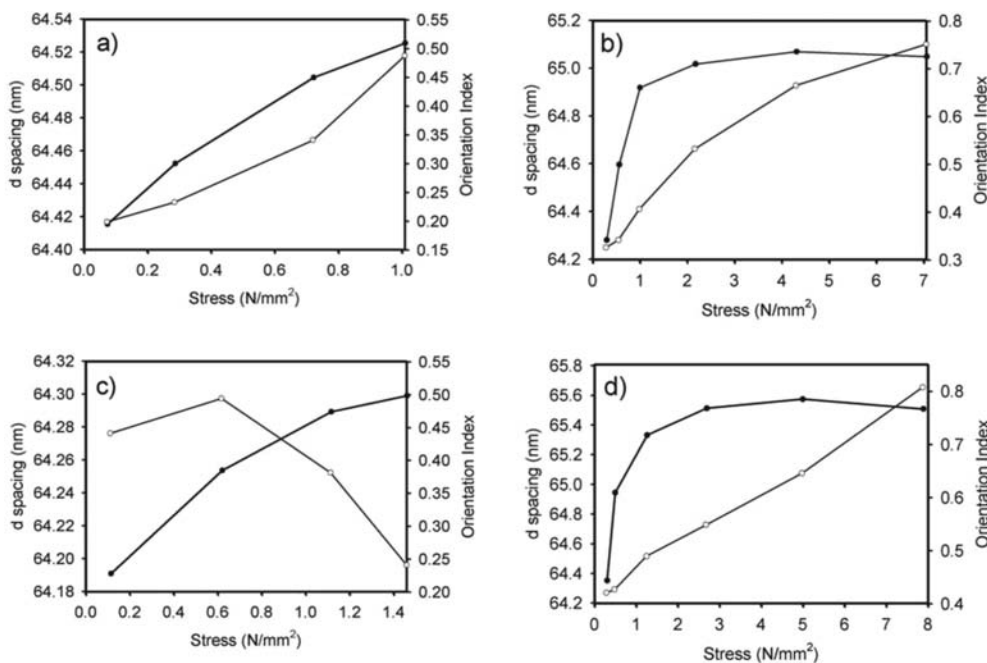 a)
64.54
64.52
64.50
64.48
64.46
64.44
64.42
64.40
d spacing (nm)
0.55
0.50
0.45
0.40
0.35
0.30
0.25
0.20
0.15
Orientation Index
0.0 0.2 0.4 0.6 0.8 1.0
Stress (N/mm²)
b)
65.2
65.0
64.8
64.6
64.4
64.2
d spacing (nm)
0.8
0.7
0.6
0.5
0.4
0.3
Orientation Index
0 1 2 3 4 5 6 7
Stress (N/mm²)
c)
64.32
64.30
64.28
64.26
64.24
64.22
64.20
64.18
d spacing (nm)
0.55
0.50
0.45
0.40
0.35
0.30
0.25
0.20
Orientation Index
0.0 0.2 0.4 0.6 0.8 1.0 1.2 1.4
Stress (N/mm²)
d)
65.8
65.6
65.4
65.2
65.0
64.8
64.6
64.4
64.2
d spacing (nm)
0.8
0.7
0.6
0.5
0.4
Orientation Index
0 1 2 3 4 5 6 7 8
Stress (N/mm²)